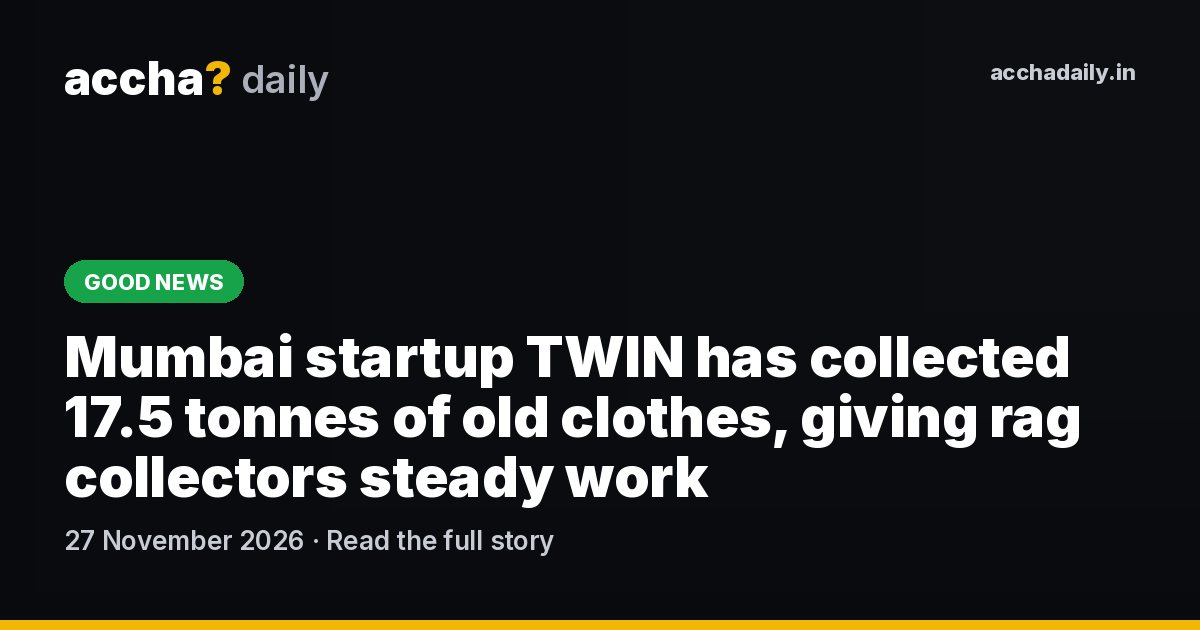 accha? daily
acchadaily.in
GOOD NEWS
Mumbai startup TWIN has collected
17.5 tonnes of old clothes, giving rag
collectors steady work
27 November 2026 · Read the full story